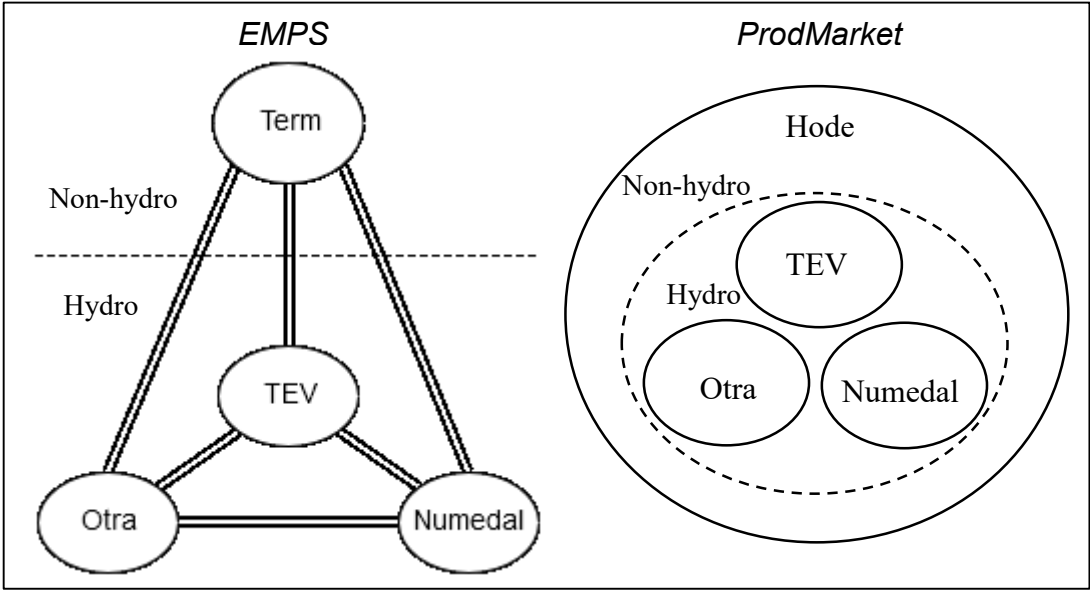 EMPS
Term
Non-hydro
Hydro
TEV
Otra
Numedal
ProdMarket
Hode
Non-hydro
TEV
Hydro
Otra
Numedal